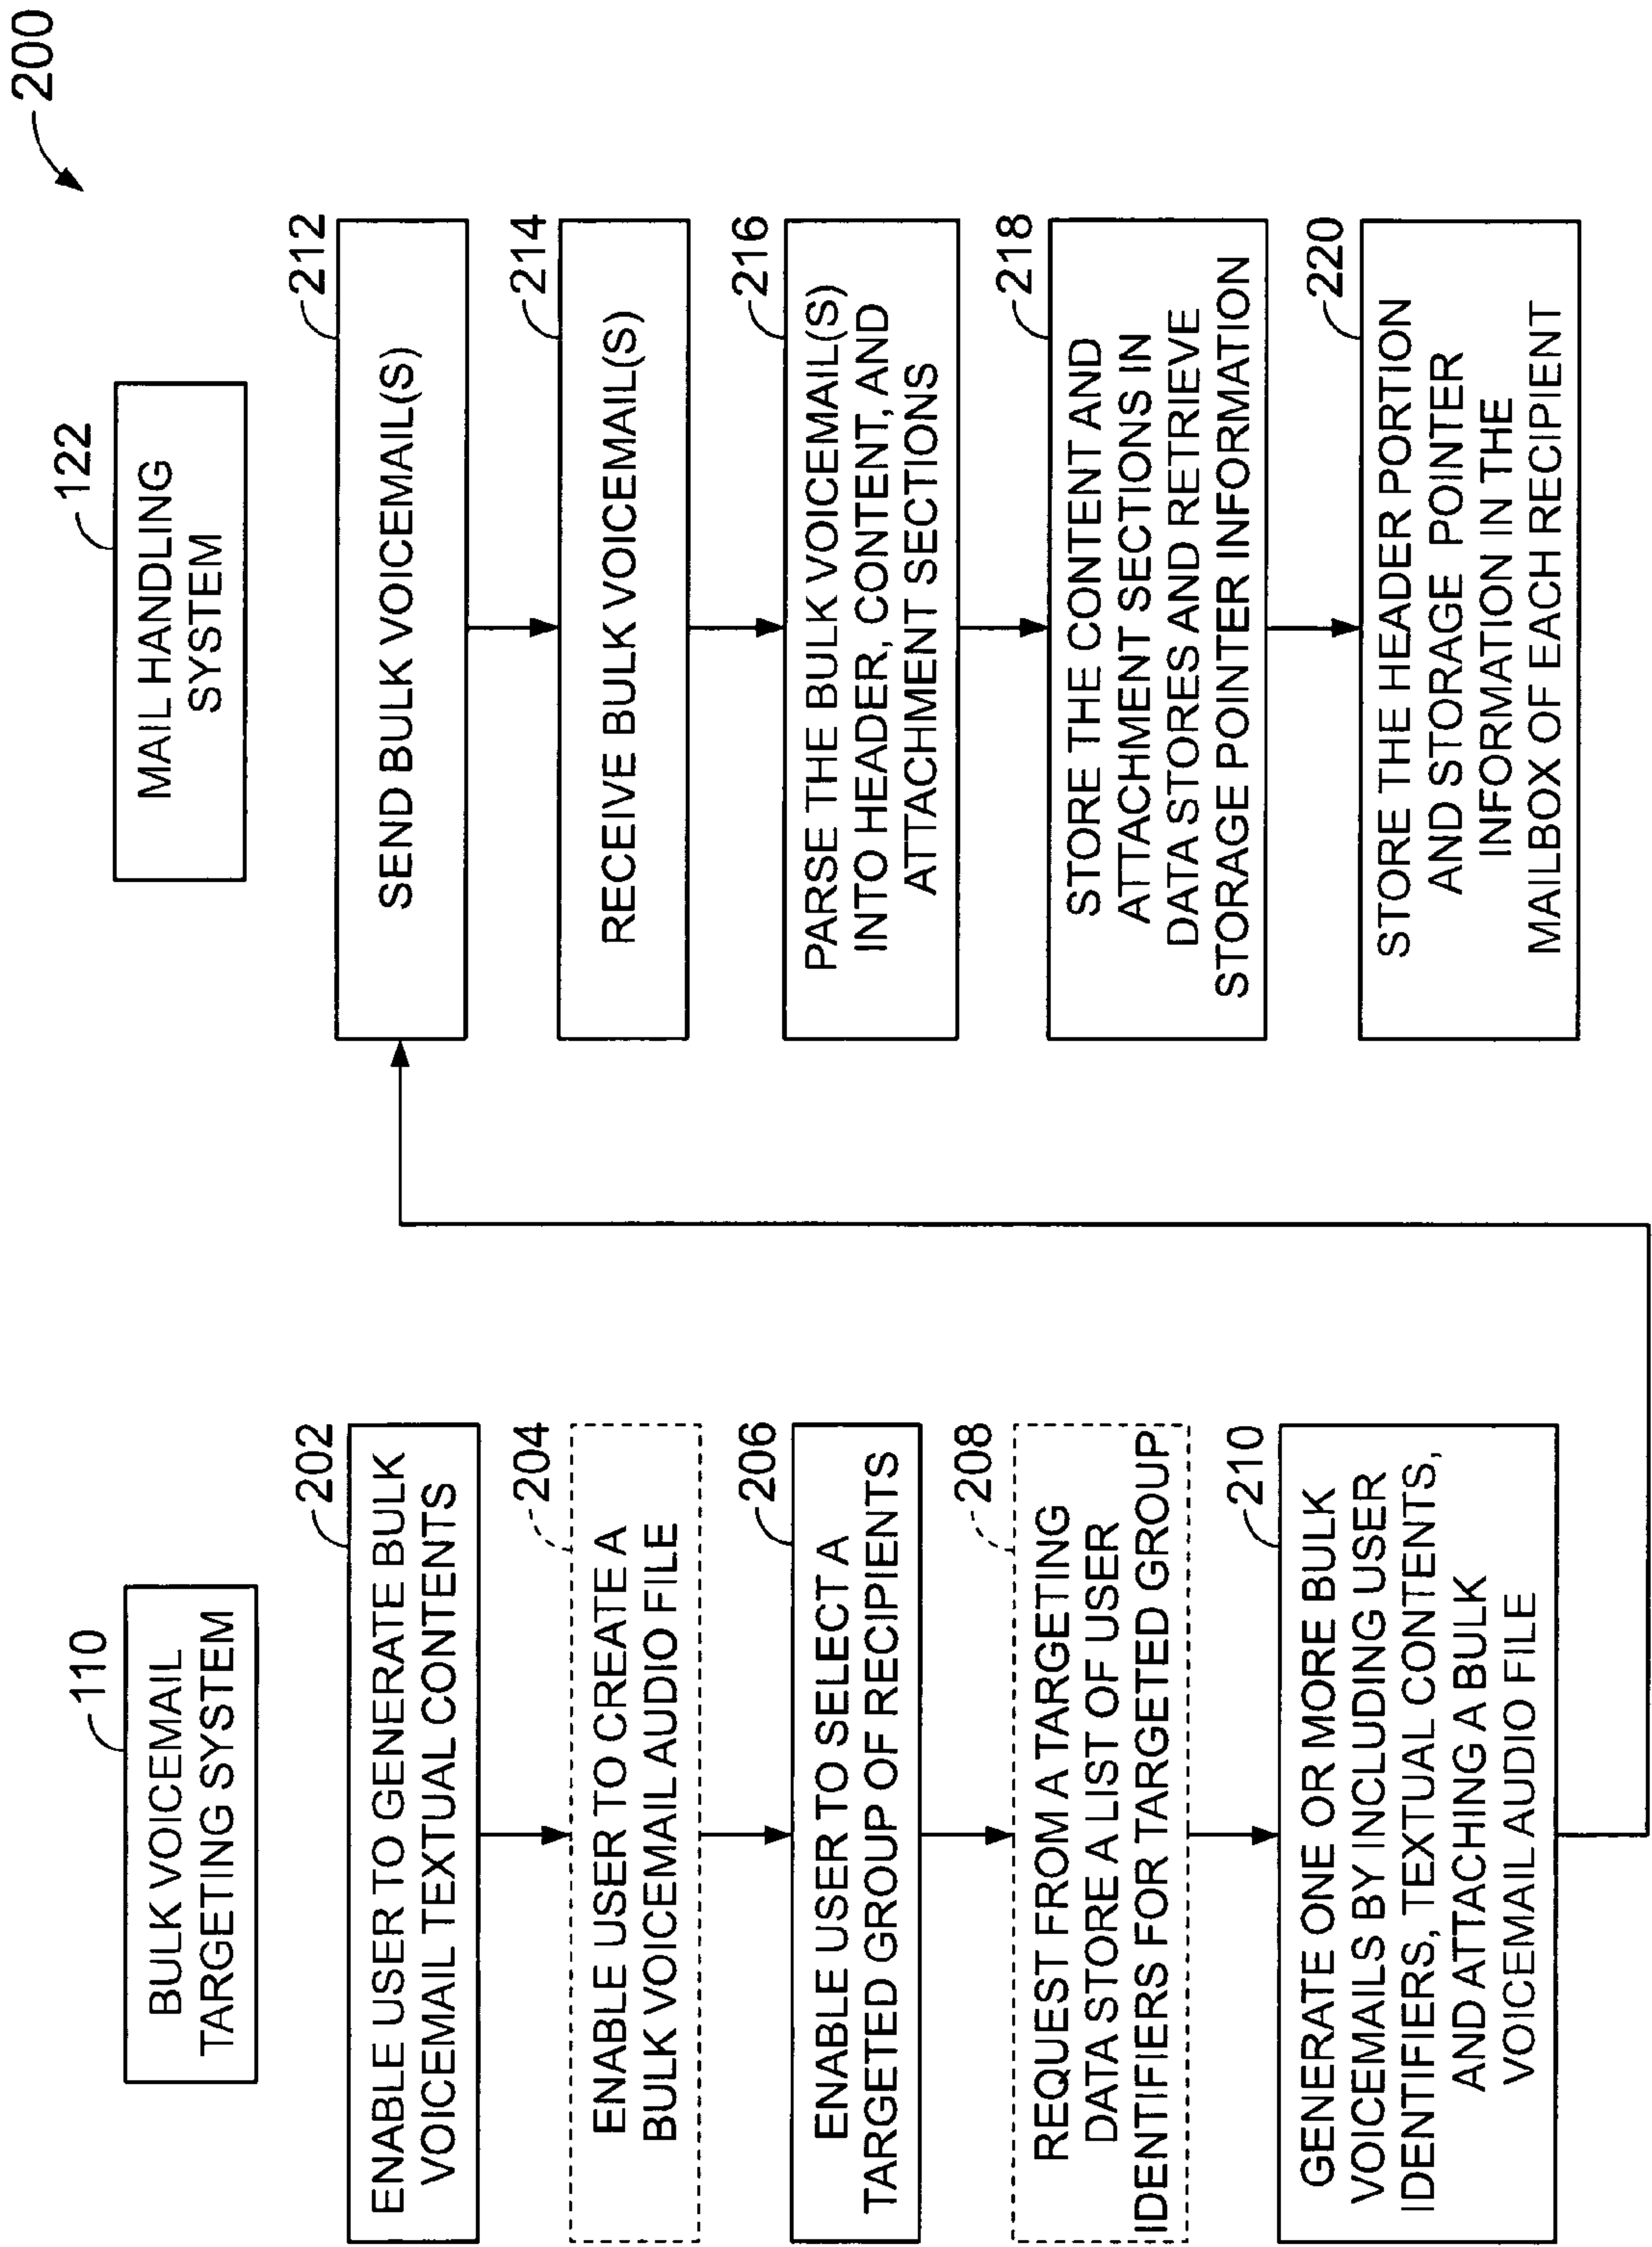 200
110
BULK VOICEMAIL
TARGETING SYSTEM
202
ENABLE USER TO GENERATE BULK
VOICEMAIL TEXTUAL CONTENTS
204
ENABLE USER TO CREATE A
BULK VOICEMAIL AUDIO FILE
206
ENABLE USER TO SELECT A
TARGETED GROUP OF RECIPIENTS
208
REQUEST FROM A TARGETING
DATA STORE A LIST OF USER
IDENTIFIERS FOR TARGETED GROUP
210
GENERATE ONE OR MORE BULK
VOICEMAILS BY INCLUDING USER
IDENTIFIERS, TEXTUAL CONTENTS,
AND ATTACHING A BULK
VOICEMAIL AUDIO FILE
122
MAIL HANDLING
SYSTEM
212
SEND BULK VOICEMAIL(S)
214
RECEIVE BULK VOICEMAIL(S)
216
PARSE THE BULK VOICEMAIL(S)
INTO HEADER, CONTENT, AND
ATTACHMENT SECTIONS
218
STORE THE CONTENT AND
ATTACHMENT SECTIONS IN
DATA STORES AND RETRIEVE
STORAGE POINTER INFORMATION
220
STORE THE HEADER PORTION
AND STORAGE POINTER
INFORMATION IN THE
MAILBOX OF EACH RECIPIENT